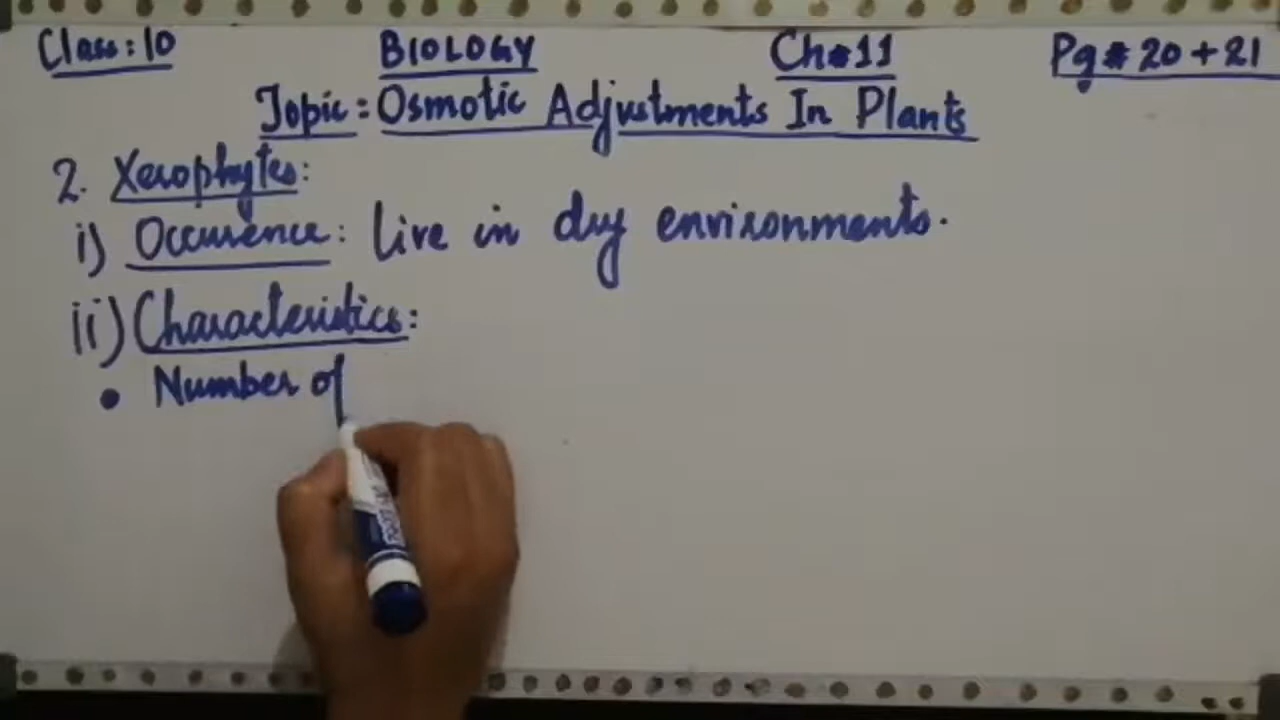 Class: 10 BIOLOGY Ch#11 Pg# 20+21
Topic: Osmotic Adjustments In Plants
2. Xerophytes:
i) Occurence: Live in dry environments.
ii) Characteristics:
• Number of